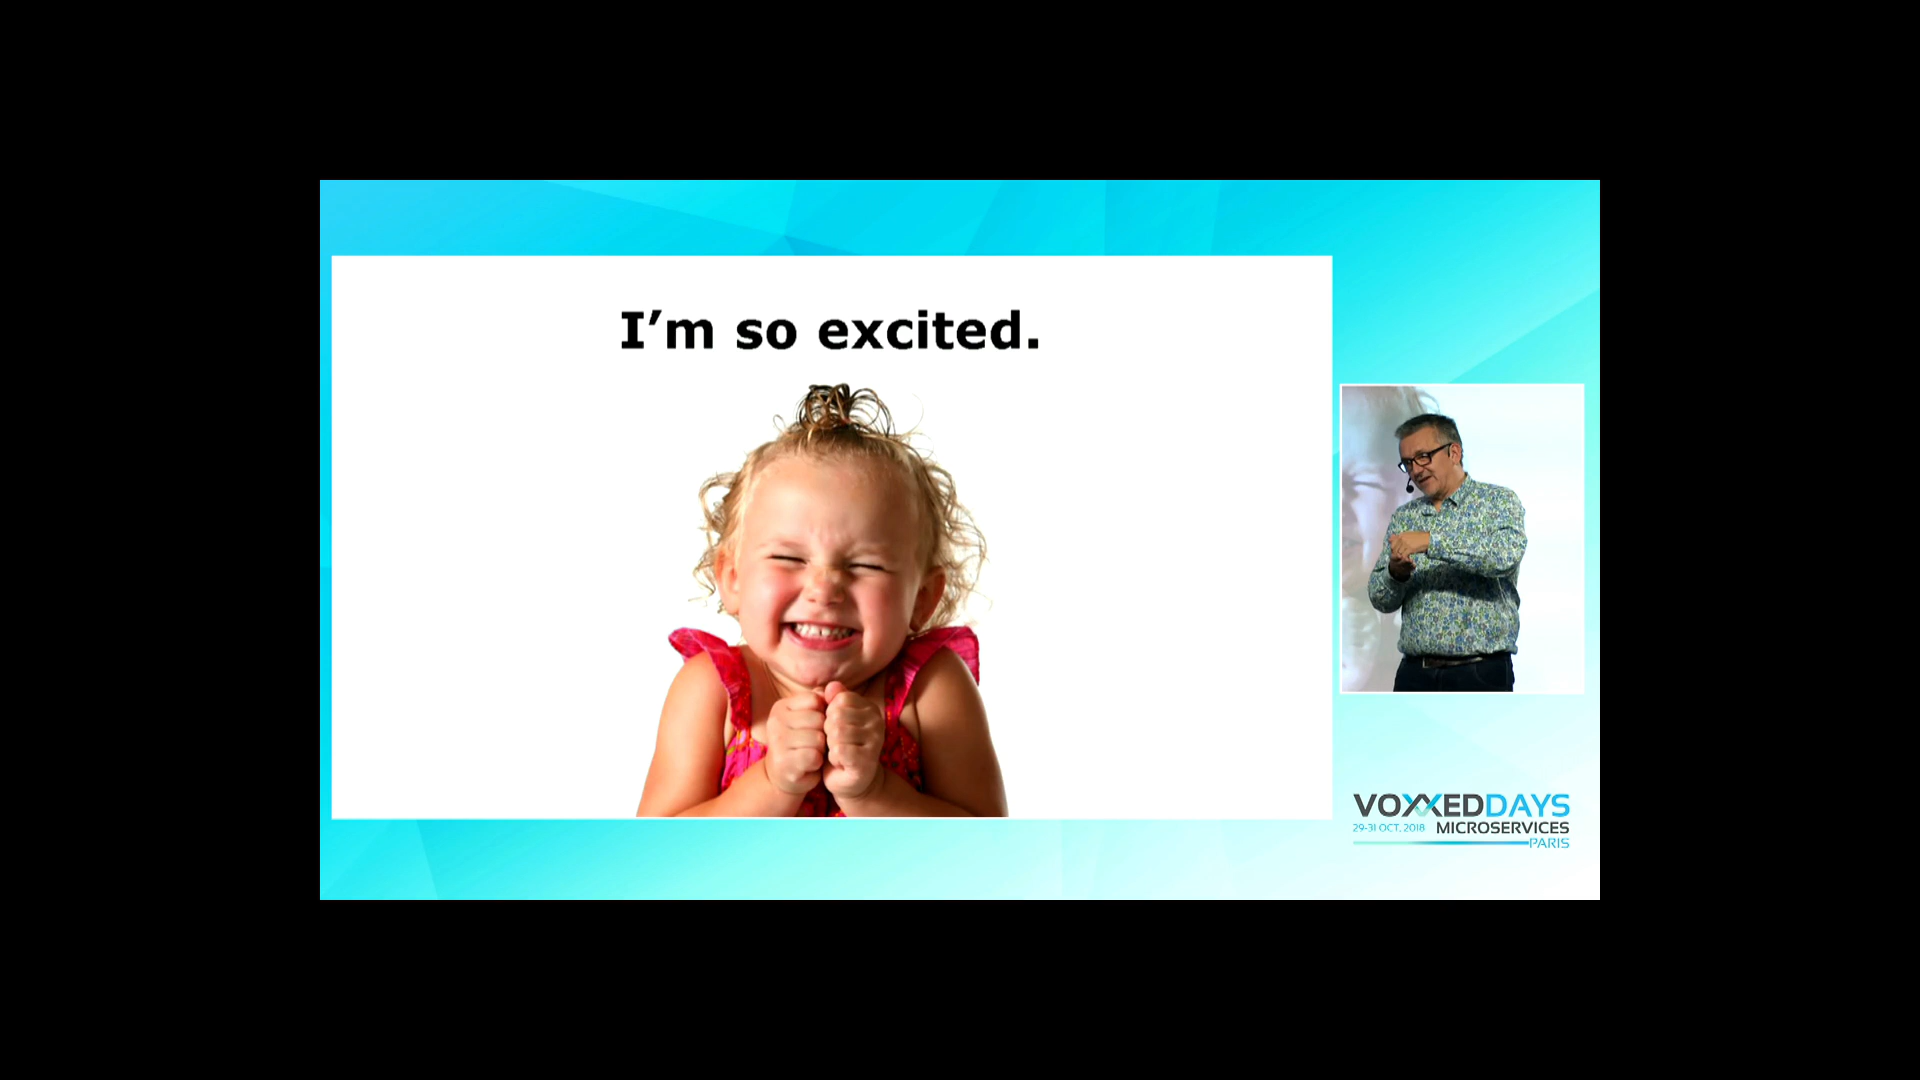 I’m so excited.
VOXXEDDAYS
29-31 OCT. 2018 MICROSERVICES
PARIS